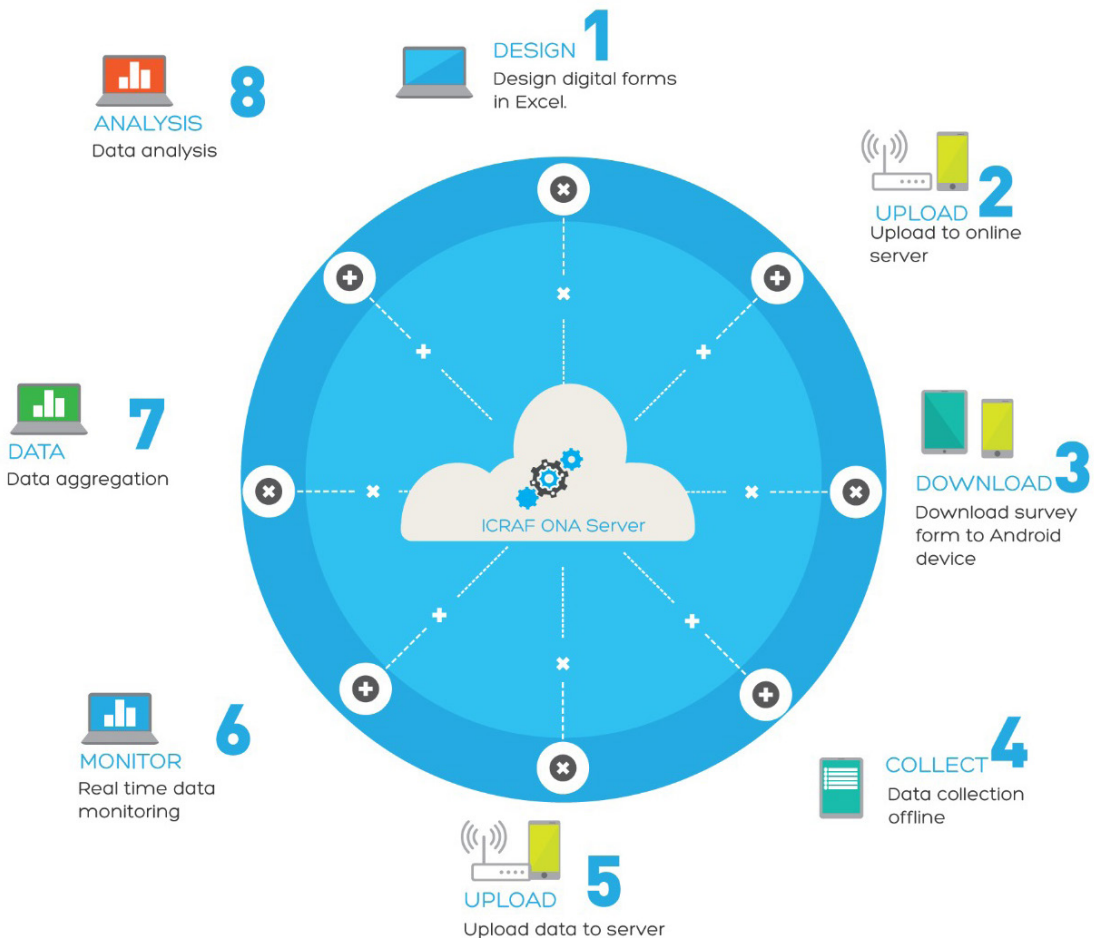 DESIGN 1
Design digital forms
in Excel.
UPLOAD 2
Upload to online
server
DOWNLOAD 3
Download survey
form to Android
device
COLLECT 4
Data collection
offline
UPLOAD 5
Upload data to server
MONITOR 6
Real time data
monitoring
DATA 7
Data aggregation
ANALYSIS 8
Data analysis
ICRAF ONA Server